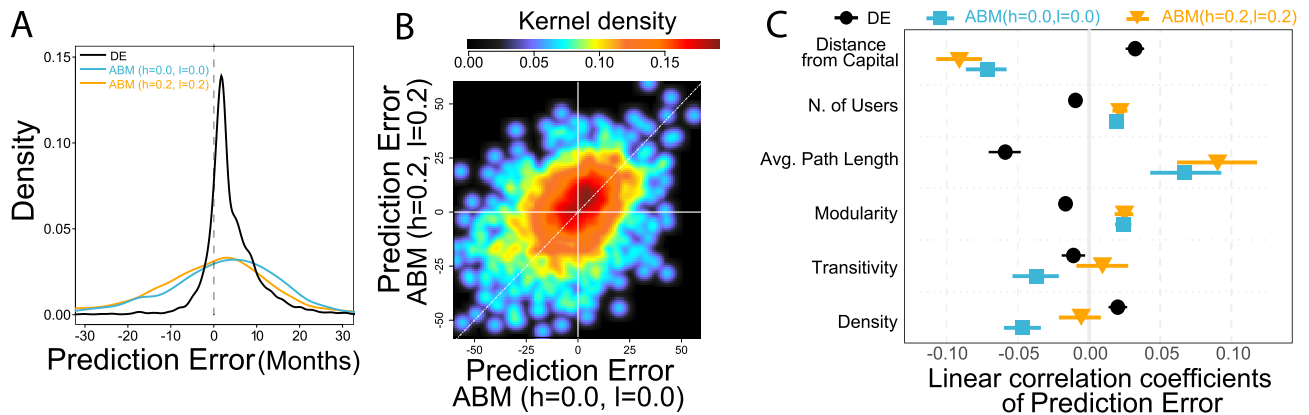 A
DE
ABM (h=0.0, l=0.0)
ABM (h=0.2, l=0.2)
Density
0.15
0.10
0.05
0.00
-30
-20
-10
0
10
20
30
Prediction Error (Months)
B
Kernel density
0.00
0.05
0.10
0.15
Prediction Error
ABM (h=0.2, l=0.2)
50
25
0
-25
-50
-50
-25
0
25
50
Prediction Error
ABM (h=0.0, l=0.0)
C
DE
ABM(h=0.0,l=0.0)
ABM(h=0.2,l=0.2)
Distance
from Capital
N. of Users
Avg. Path Length
Modularity
Transitivity
Density
-0.10
-0.05
0.00
0.05
0.10
Linear correlation coefficients
of Prediction Error